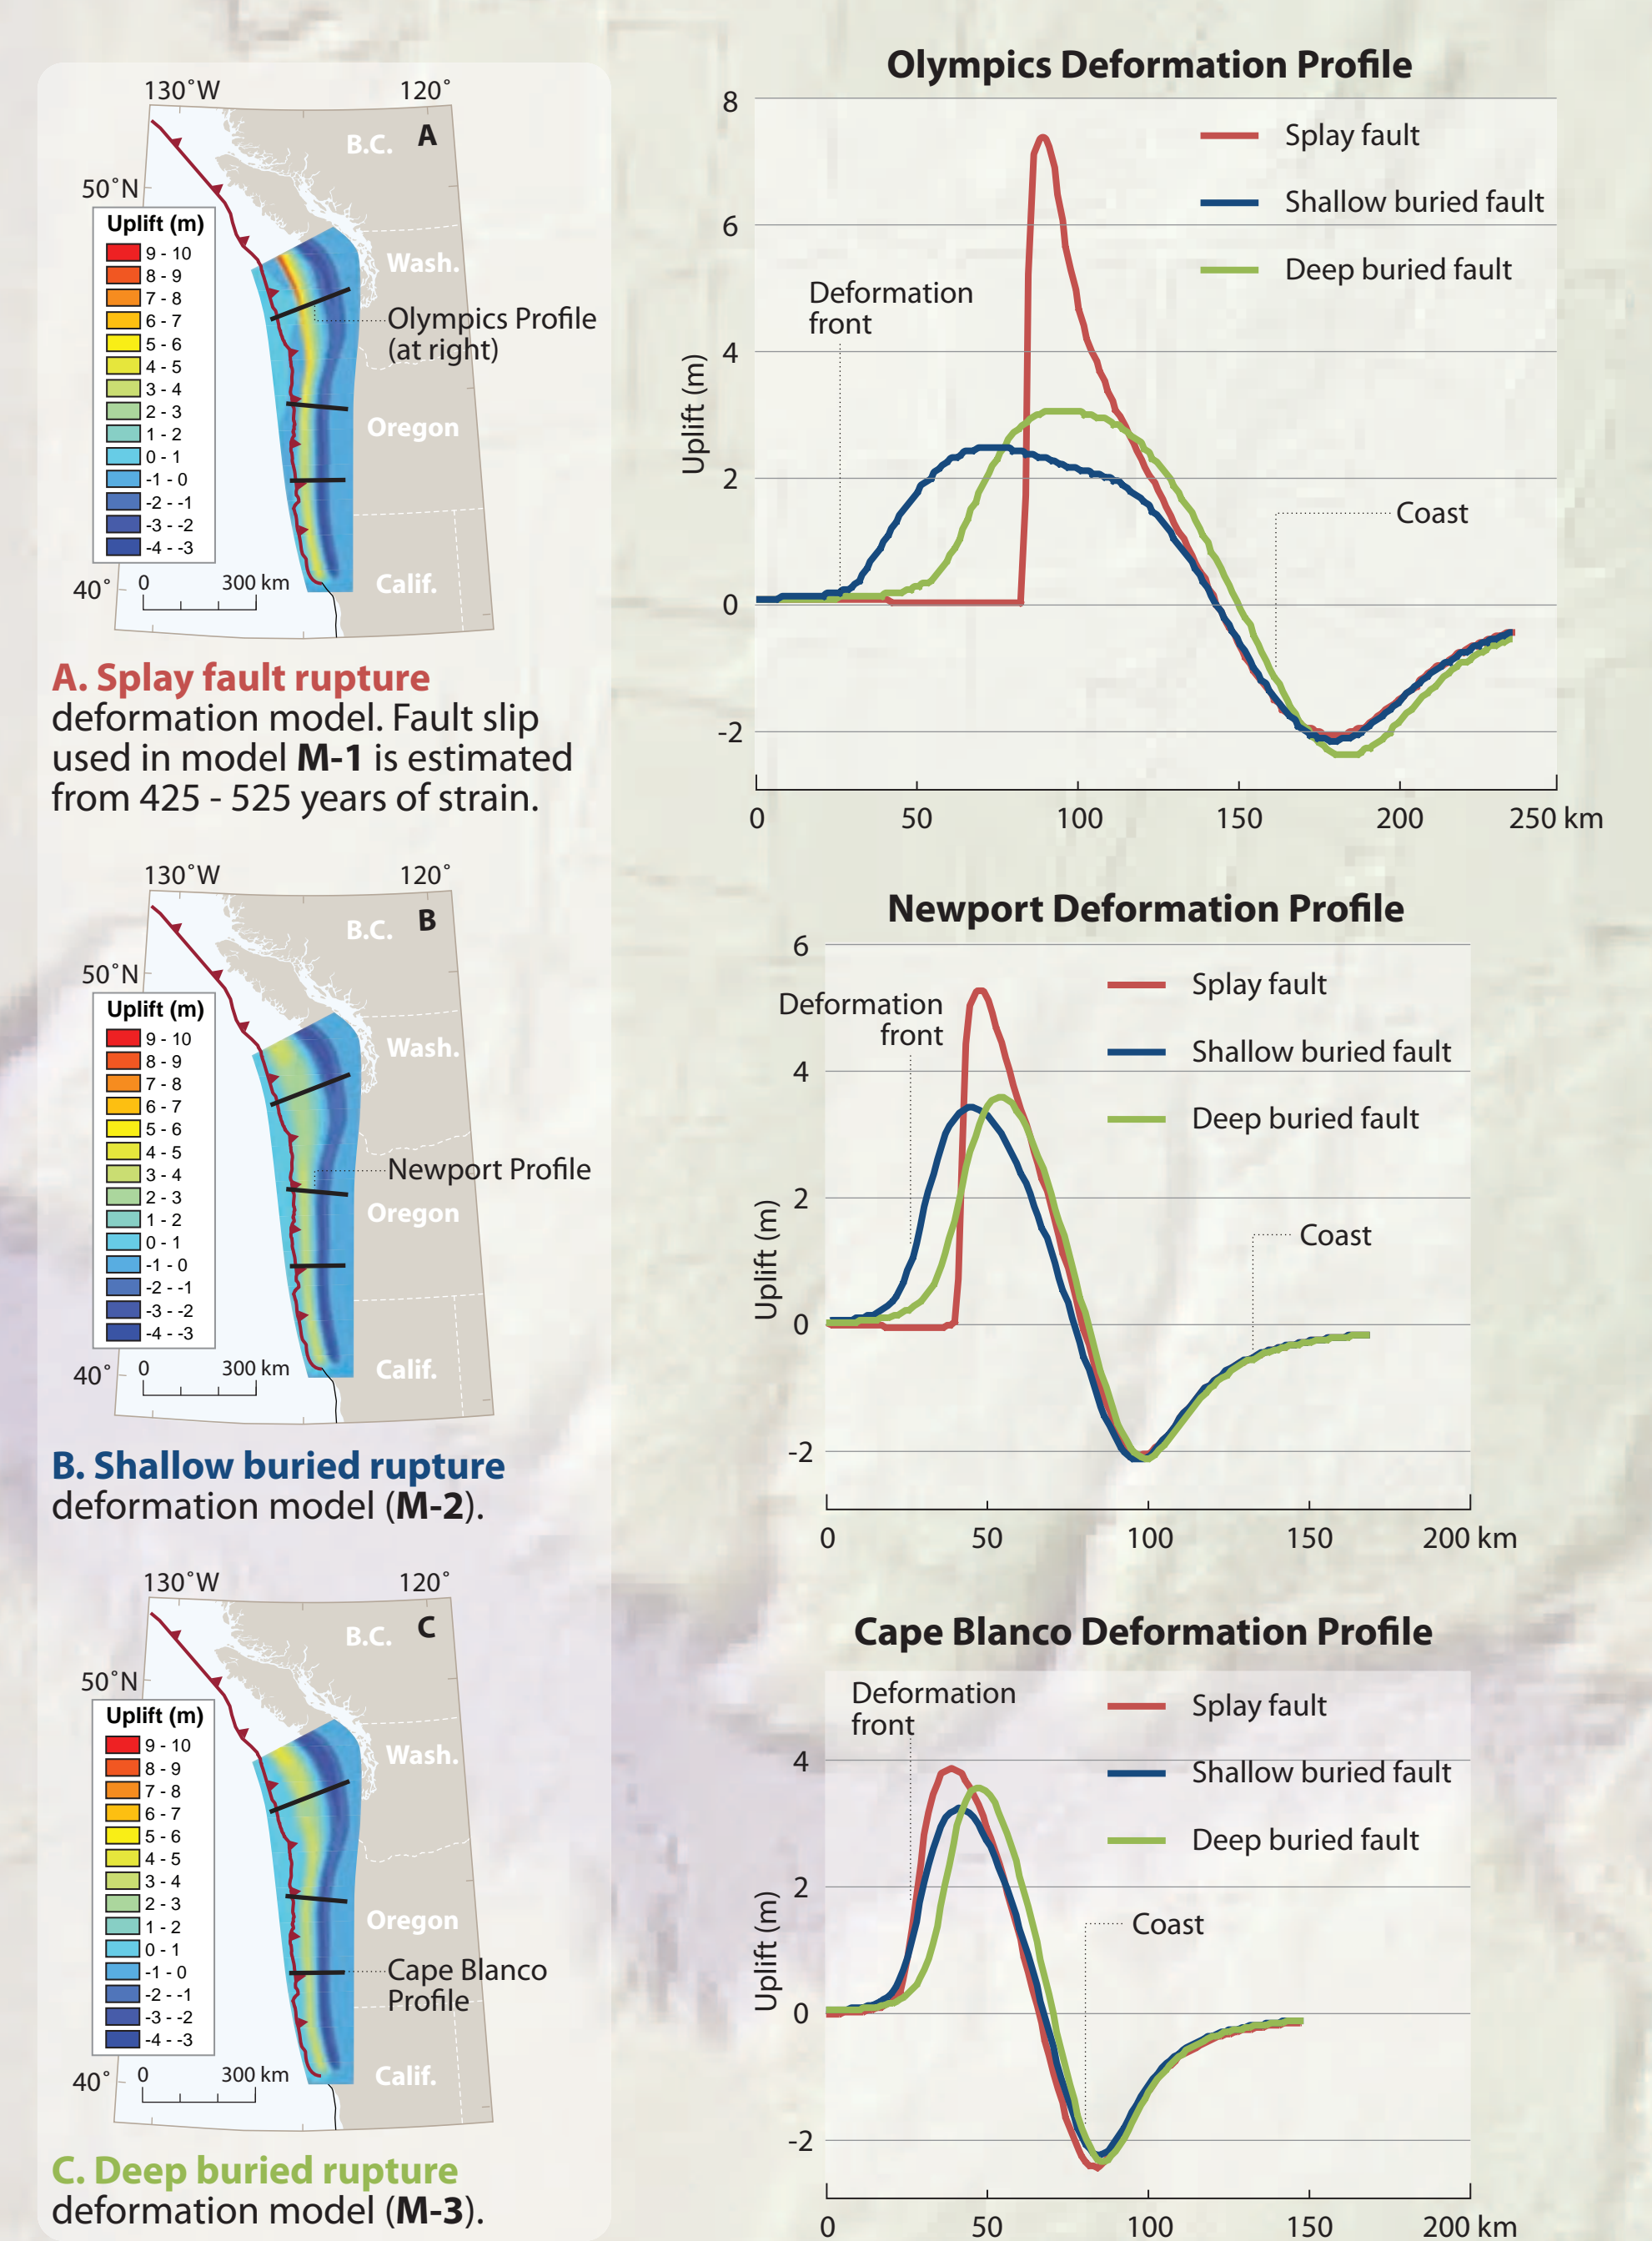 130˚W
120˚
A
B.C.
50˚N
Uplift (m)
9 - 10
8 - 9
7 - 8
6 - 7
5 - 6
4 - 5
3 - 4
2 - 3
1 - 2
0 - 1
-1 - 0
-2 - -1
-3 - -2
-4 - -3
Wash.
Olympics Profile
(at right)
Oregon
Calif.
40˚
0 300 km
A. Splay fault rupture
deformation model. Fault slip
used in model M-1 is estimated
from 425 - 525 years of strain.
130˚W
120˚
B
B.C.
50˚N
Uplift (m)
9 - 10
8 - 9
7 - 8
6 - 7
5 - 6
4 - 5
3 - 4
2 - 3
1 - 2
0 - 1
-1 - 0
-2 - -1
-3 - -2
-4 - -3
Wash.
Newport Profile
Oregon
Calif.
40˚
0 300 km
B. Shallow buried rupture
deformation model (M-2).
130˚W
120˚
C
B.C.
50˚N
Uplift (m)
9 - 10
8 - 9
7 - 8
6 - 7
5 - 6
4 - 5
3 - 4
2 - 3
1 - 2
0 - 1
-1 - 0
-2 - -1
-3 - -2
-4 - -3
Wash.
Oregon
Cape Blanco
Profile
Calif.
40˚
0 300 km
C. Deep buried rupture
deformation model (M-3).
Olympics Deformation Profile
8
6
4
2
0
-2
Uplift (m)
Splay fault
Shallow buried fault
Deep buried fault
Deformation
front
Coast
0 50 100 150 200 250 km
Newport Deformation Profile
6
4
2
0
-2
Uplift (m)
Deformation
front
Splay fault
Shallow buried fault
Deep buried fault
Coast
0 50 100 150 200 km
Cape Blanco Deformation Profile
4
2
0
-2
Uplift (m)
Deformation
front
Splay fault
Shallow buried fault
Deep buried fault
Coast
0 50 100 150 200 km